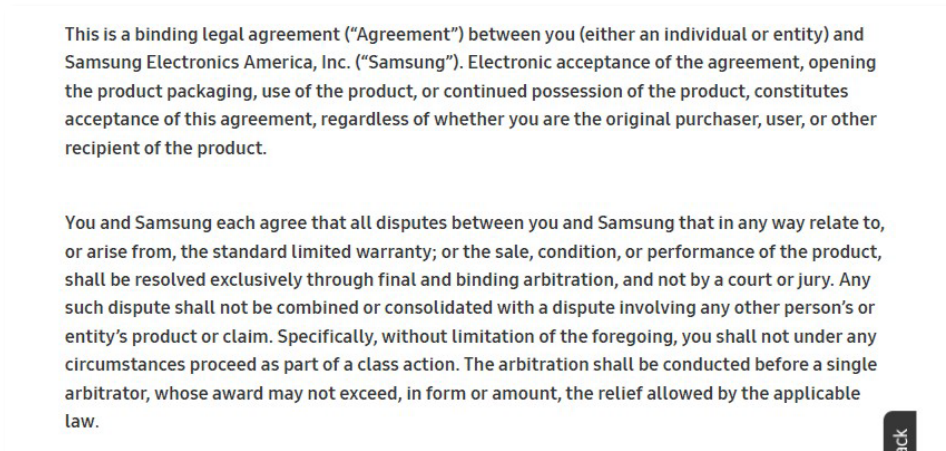 This is a binding legal agreement (“Agreement”) between you (either an individual or entity) and
Samsung Electronics America, Inc. (“Samsung”). Electronic acceptance of the agreement, opening
the product packaging, use of the product, or continued possession of the product, constitutes
acceptance of this agreement, regardless of whether you are the original purchaser, user, or other
recipient of the product.
You and Samsung each agree that all disputes between you and Samsung that in any way relate to,
or arise from, the standard limited warranty; or the sale, condition, or performance of the product,
shall be resolved exclusively through final and binding arbitration, and not by a court or jury. Any
such dispute shall not be combined or consolidated with a dispute involving any other person’s or
entity’s product or claim. Specifically, without limitation of the foregoing, you shall not under any
circumstances proceed as part of a class action. The arbitration shall be conducted before a single
arbitrator, whose award may not exceed, in form or amount, the relief allowed by the applicable
law.